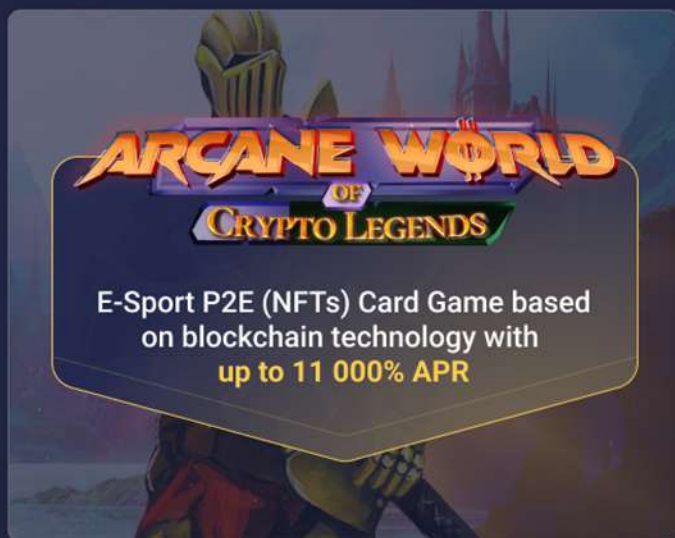 ARCANE WORLD
OF
CRYPTO LEGENDS
E-Sport P2E (NFTs) Card Game based
on blockchain technology with
up to 11 000% APR